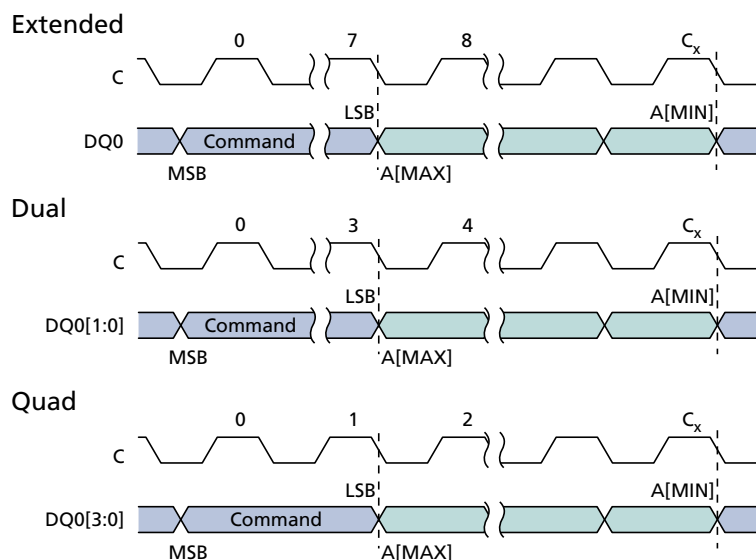 Extended
0 7 8 Cx
C
LSB A[MIN]
DQ0 Command
MSB A[MAX]
Dual
0 3 4 Cx
C
LSB A[MIN]
DQ0[1:0] Command
MSB A[MAX]
Quad
0 1 2 Cx
C
LSB A[MIN]
DQ0[3:0] Command
MSB A[MAX]